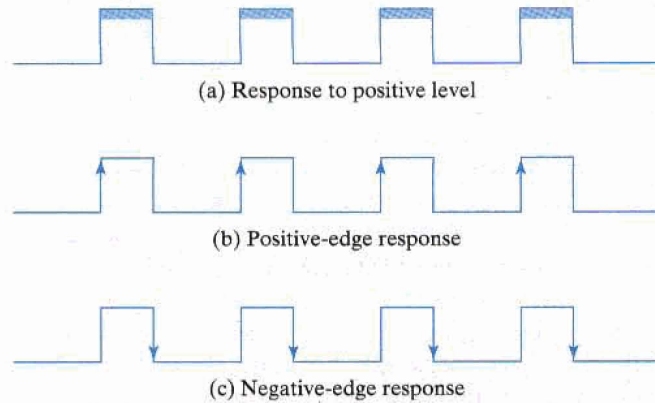 (a) Response to positive level
(b) Positive-edge response
(c) Negative-edge response